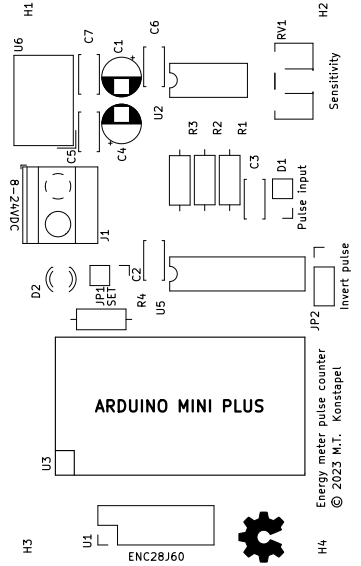 H1
H2
U6
C7
C1
+
C6
RV1
Sensitivity
U2
R3
R2
R1
C5
+
C4
C3
D1
Pulse input
8-24VDC
J1
D2
JP1
SET
C2
R4
U5
JP2
Invert pulse
ARDUINO MINI PLUS
U3
Energy meter pulse counter
© 2023 M.T. Konstapel
U1
ENC28J60
H3
H4